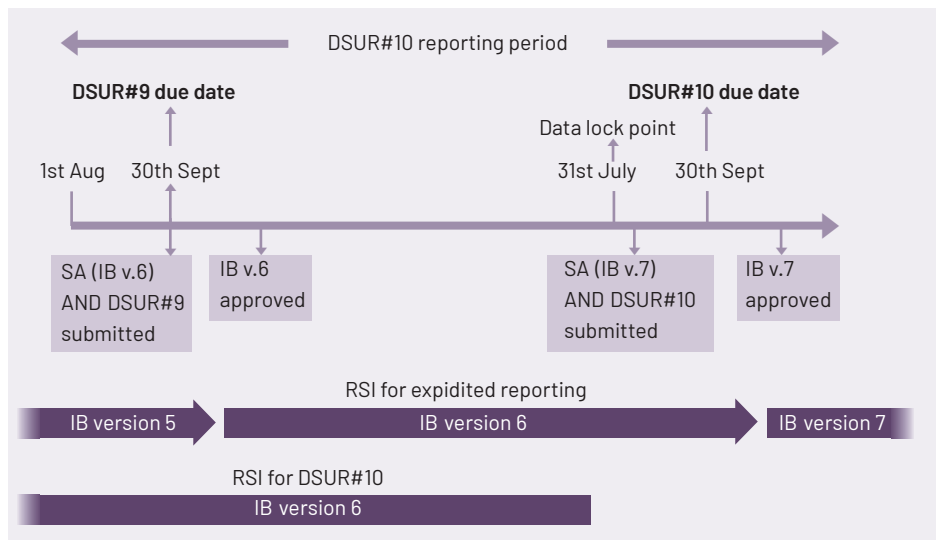 DSUR#10 reporting period
DSUR#9 due date
DSUR#10 due date
Data lock point
1st Aug
30th Sept
31st July
30th Sept
SA (IB v.6)
AND DSUR#9
submitted
IB v.6
approved
SA (IB v.7)
AND DSUR#10
submitted
IB v.7
approved
RSI for expidited reporting
IB version 5
IB version 6
IB version 7
RSI for DSUR#10
IB version 6